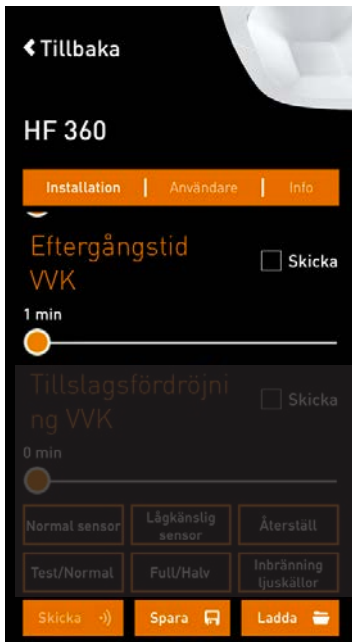 Tillbaka
HF 360
Installation | Användare | Info
Eftergångstid
VVK
Skicka
1 min
Tillslagsfördröjni
ng VVK
Skicka
0 min
Normal sensor
Lågkänslig
sensor
Återställ
Test/Normal
Full/Halv
Inbränning
ljuskällor
Skicka
Spara
Ladda